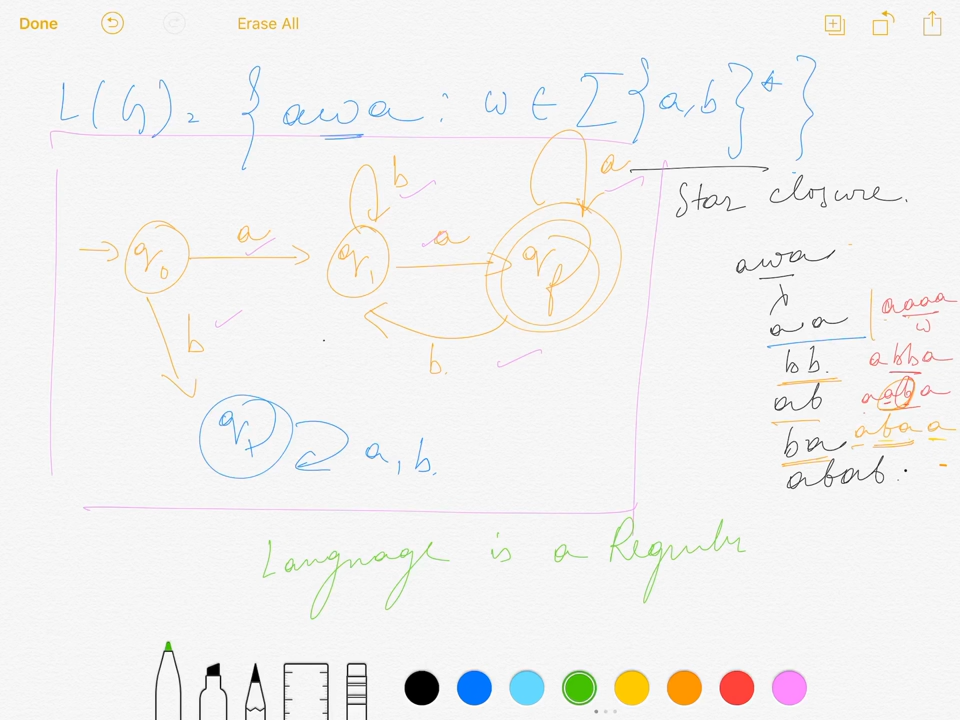 Done
Erase All
L(G) = { awa : w ∈ Σ{a,b}* }
b
a
Star closure.
q0
a
q1
a
qf
awa
b
b.
aa
aaaa
w
bb.
abba
ab
aaba
qt
a, b.
ba
abaa
abab.
Language is a Regular